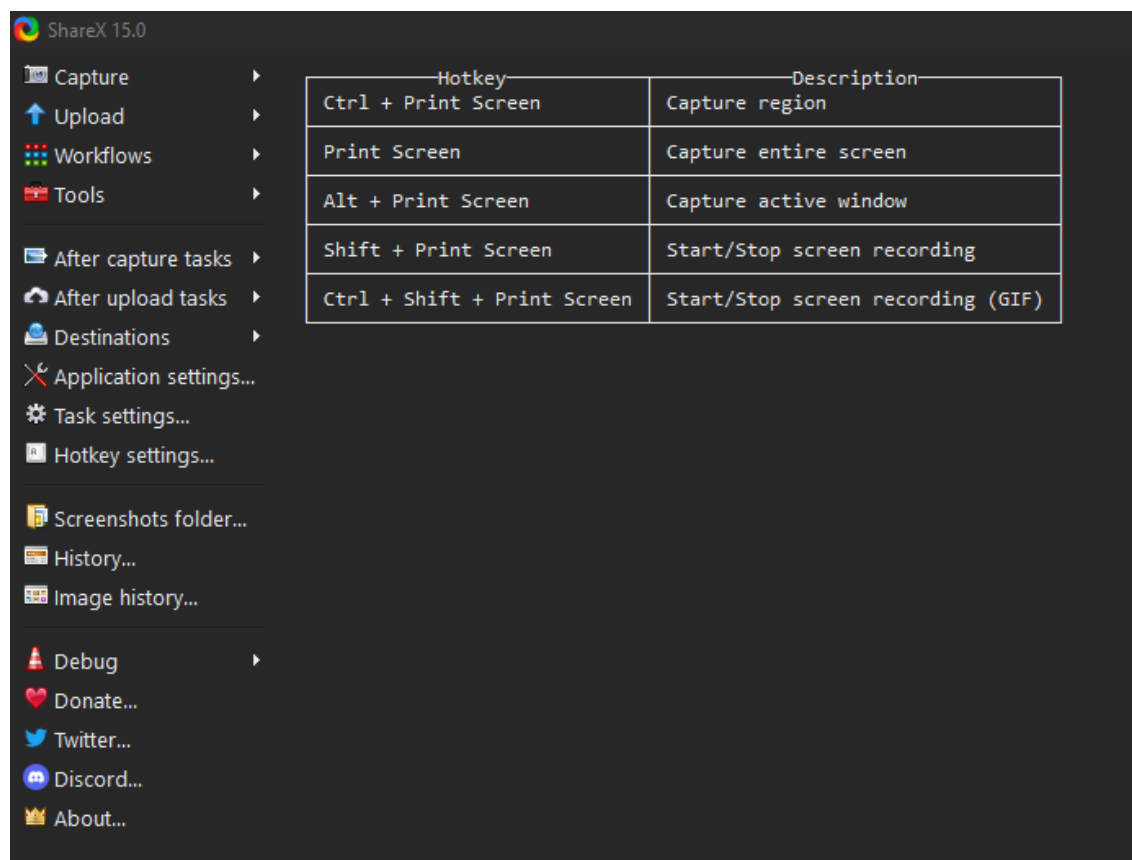 ShareX 15.0
Capture
Upload
Workflows
Tools
After capture tasks
After upload tasks
Destinations
Application settings...
Task settings...
Hotkey settings...
Screenshots folder...
History...
Image history...
Debug
Donate...
Twitter...
Discord...
About...
Hotkey Description
Ctrl + Print Screen Capture region
Print Screen Capture entire screen
Alt + Print Screen Capture active window
Shift + Print Screen Start/Stop screen recording
Ctrl + Shift + Print Screen Start/Stop screen recording (GIF)